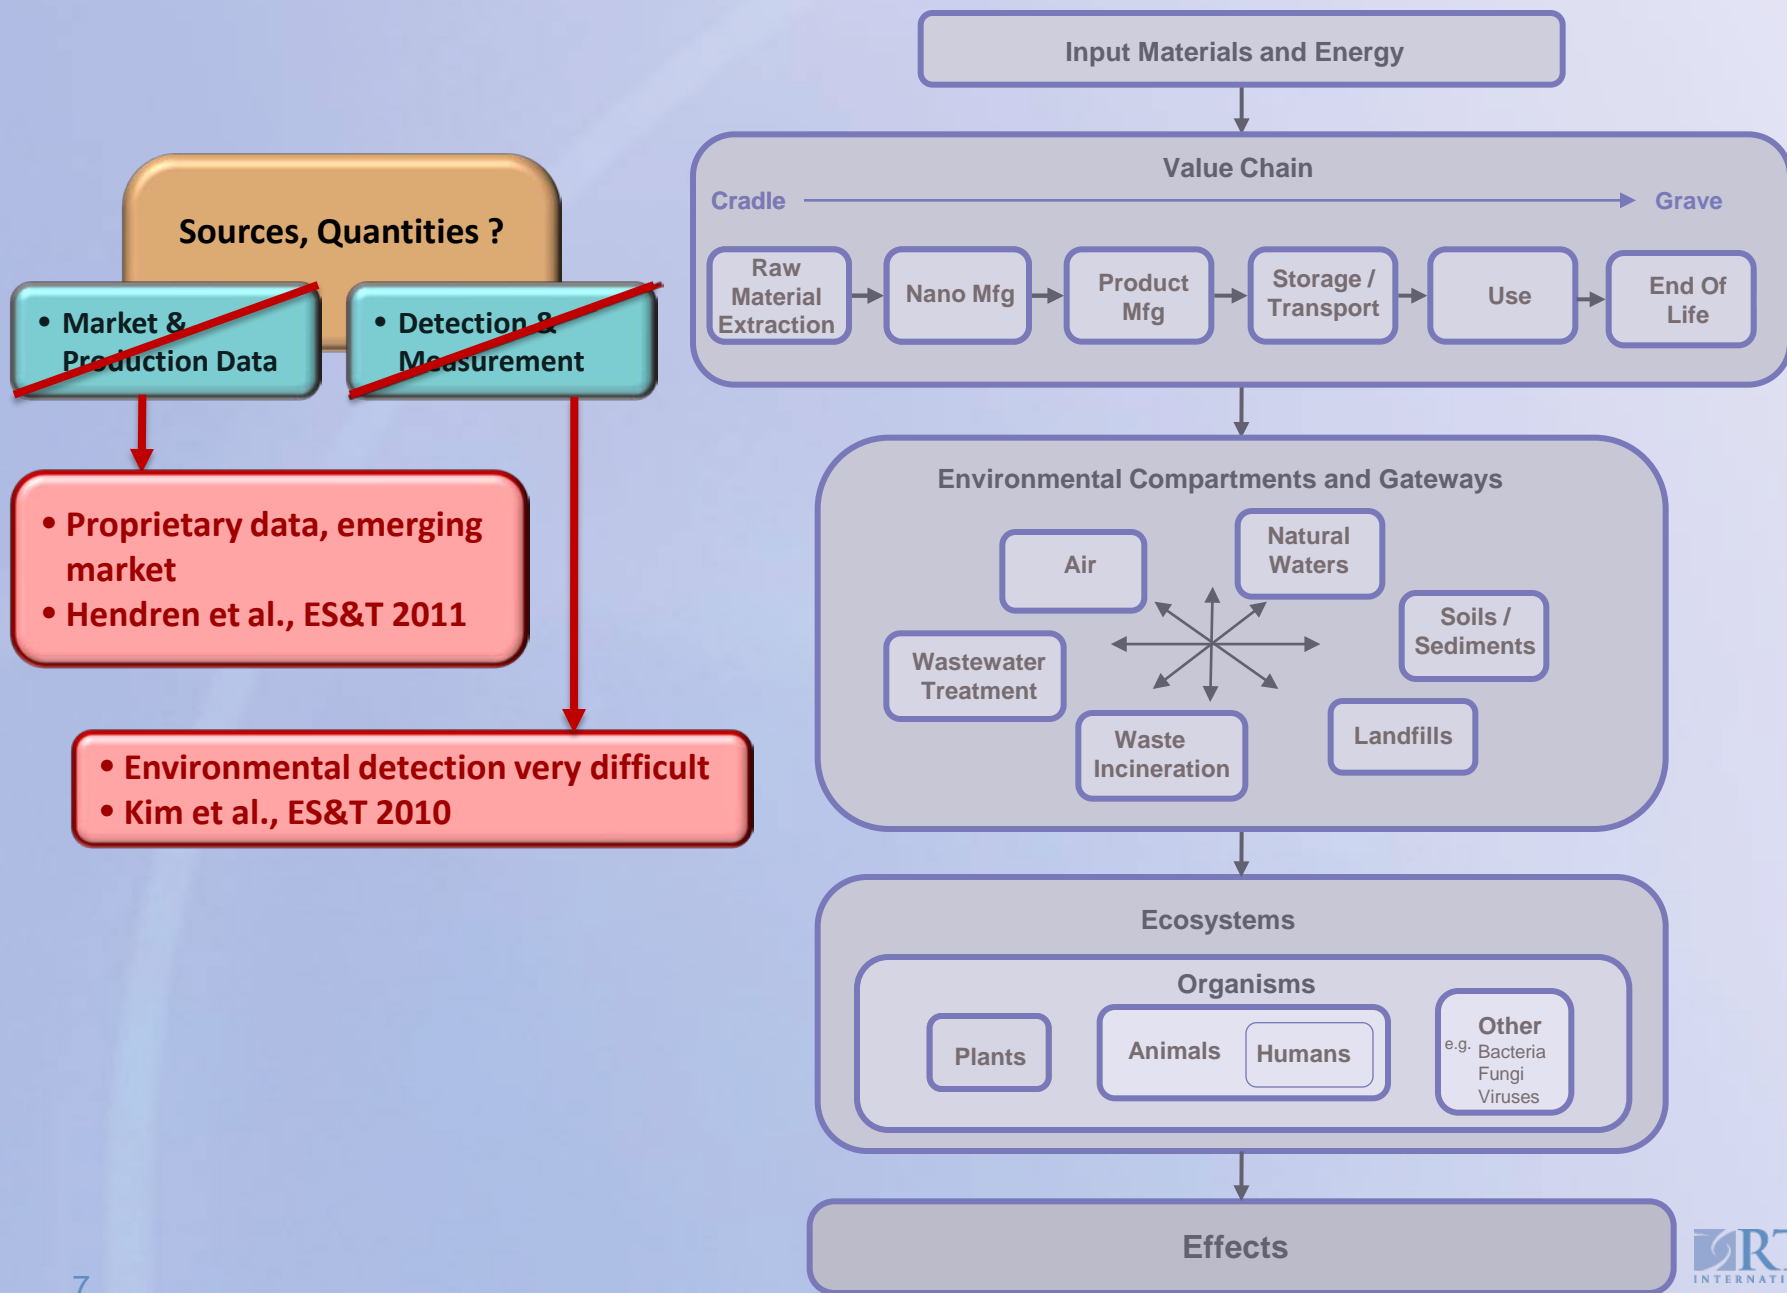 Sources, Quantities ?
• Market &
Production Data
• Detection &
Measurement
• Proprietary data, emerging
market
• Hendren et al., ES&T 2011
• Environmental detection very difficult
• Kim et al., ES&T 2010
Input Materials and Energy
Value Chain
Cradle
Grave
Raw
Material
Extraction
Nano Mfg
Product
Mfg
Storage /
Transport
Use
End Of
Life
Environmental Compartments and Gateways
Air
Natural
Waters
Soils /
Sediments
Wastewater
Treatment
Waste
Incineration
Landfills
Ecosystems
Organisms
Plants
Animals
Humans
Other
e.g. Bacteria
Fungi
Viruses
Effects
7